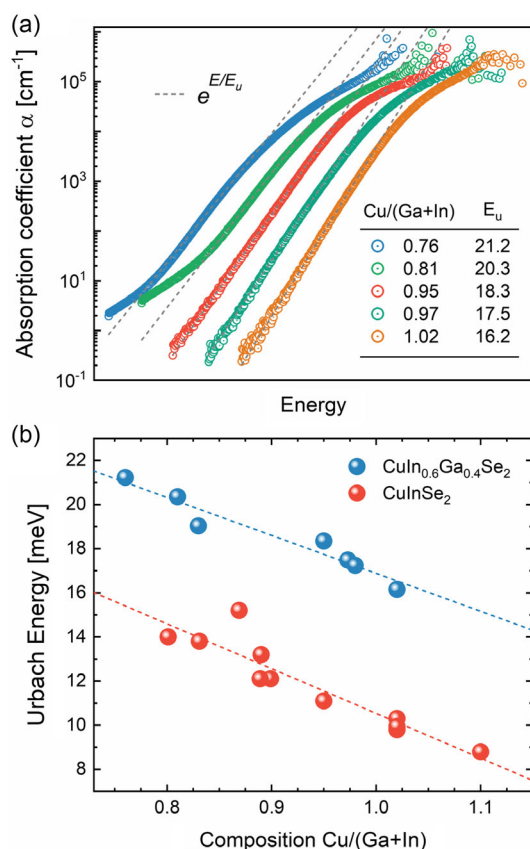 (a)
10⁵
10³
10¹
10⁻¹
Absorption coefficient α [cm⁻¹]
e^{E/E_u}
Cu/(Ga+In) E_u
0.76 21.2
0.81 20.3
0.95 18.3
0.97 17.5
1.02 16.2
Energy
(b)
22
20
18
16
14
12
10
8
Urbach Energy [meV]
CuIn₀.₆Ga₀.₄Se₂
CuInSe₂
0.8 0.9 1.0 1.1
Composition Cu/(Ga+In)